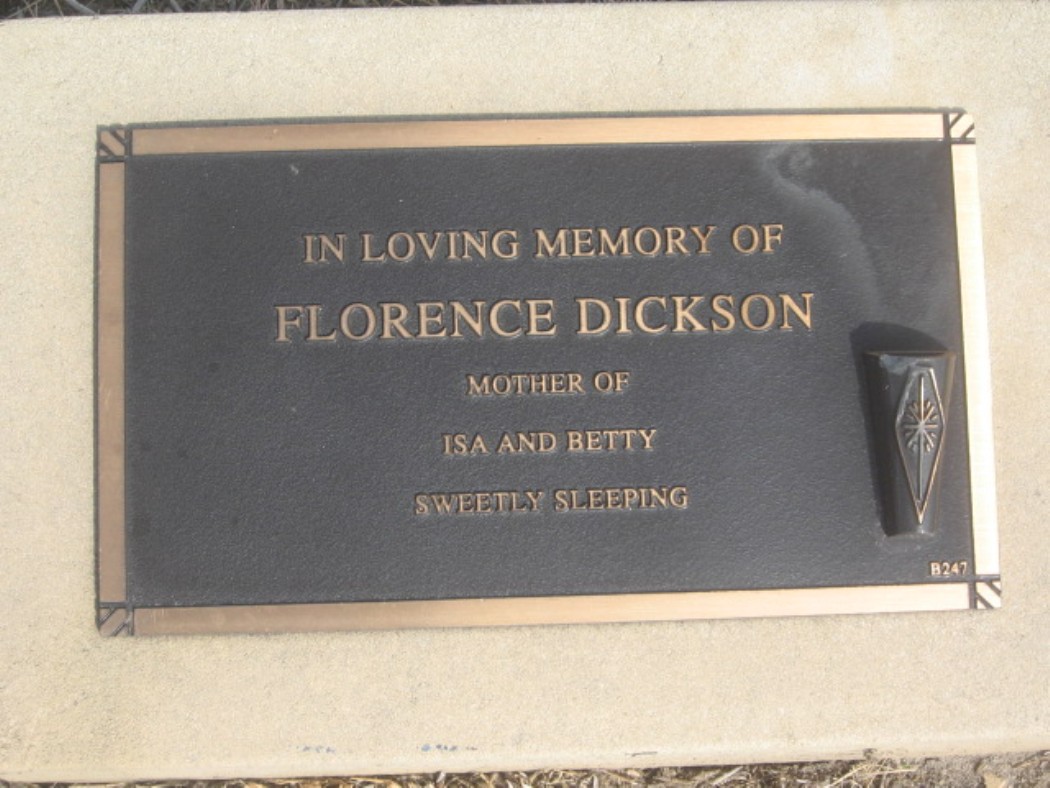 IN LOVING MEMORY OF
FLORENCE DICKSON
MOTHER OF
ISA AND BETTY
SWEETLY SLEEPING
B247